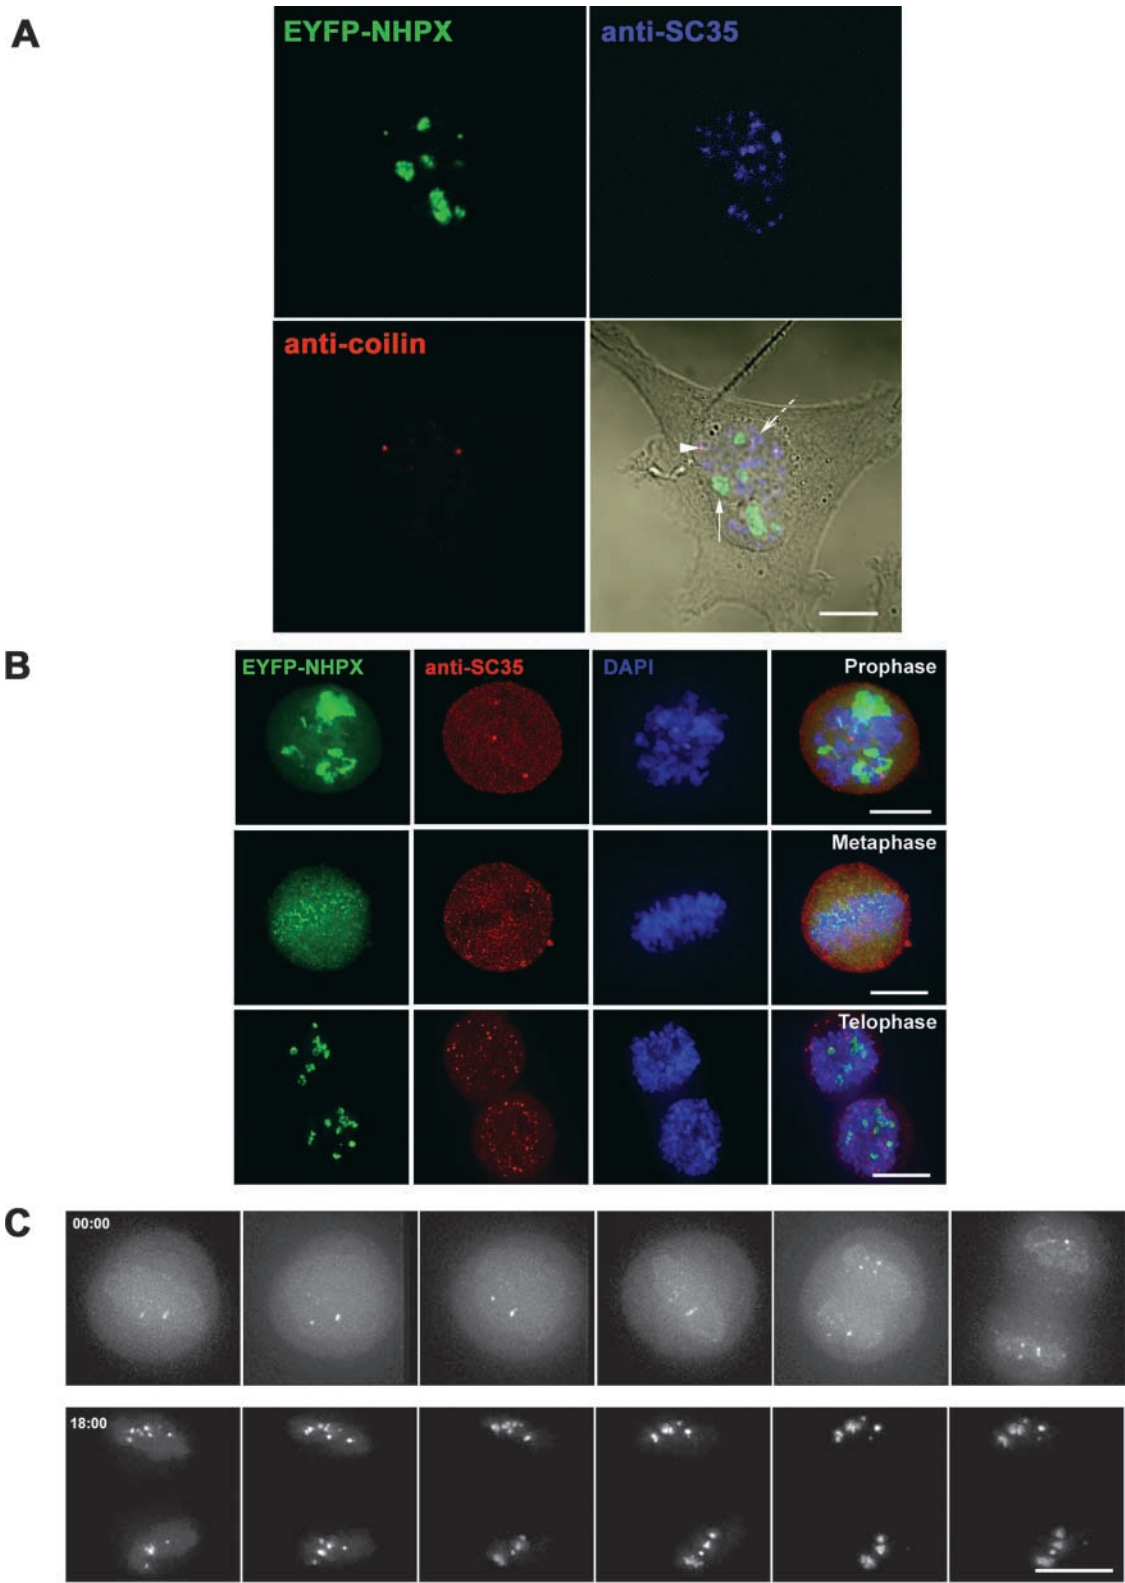 A
EYFP-NHPX
anti-SC35
anti-coilin
B
EYFP-NHPX
anti-SC35
DAPI
Prophase
Metaphase
Telophase
C
00:00
18:00